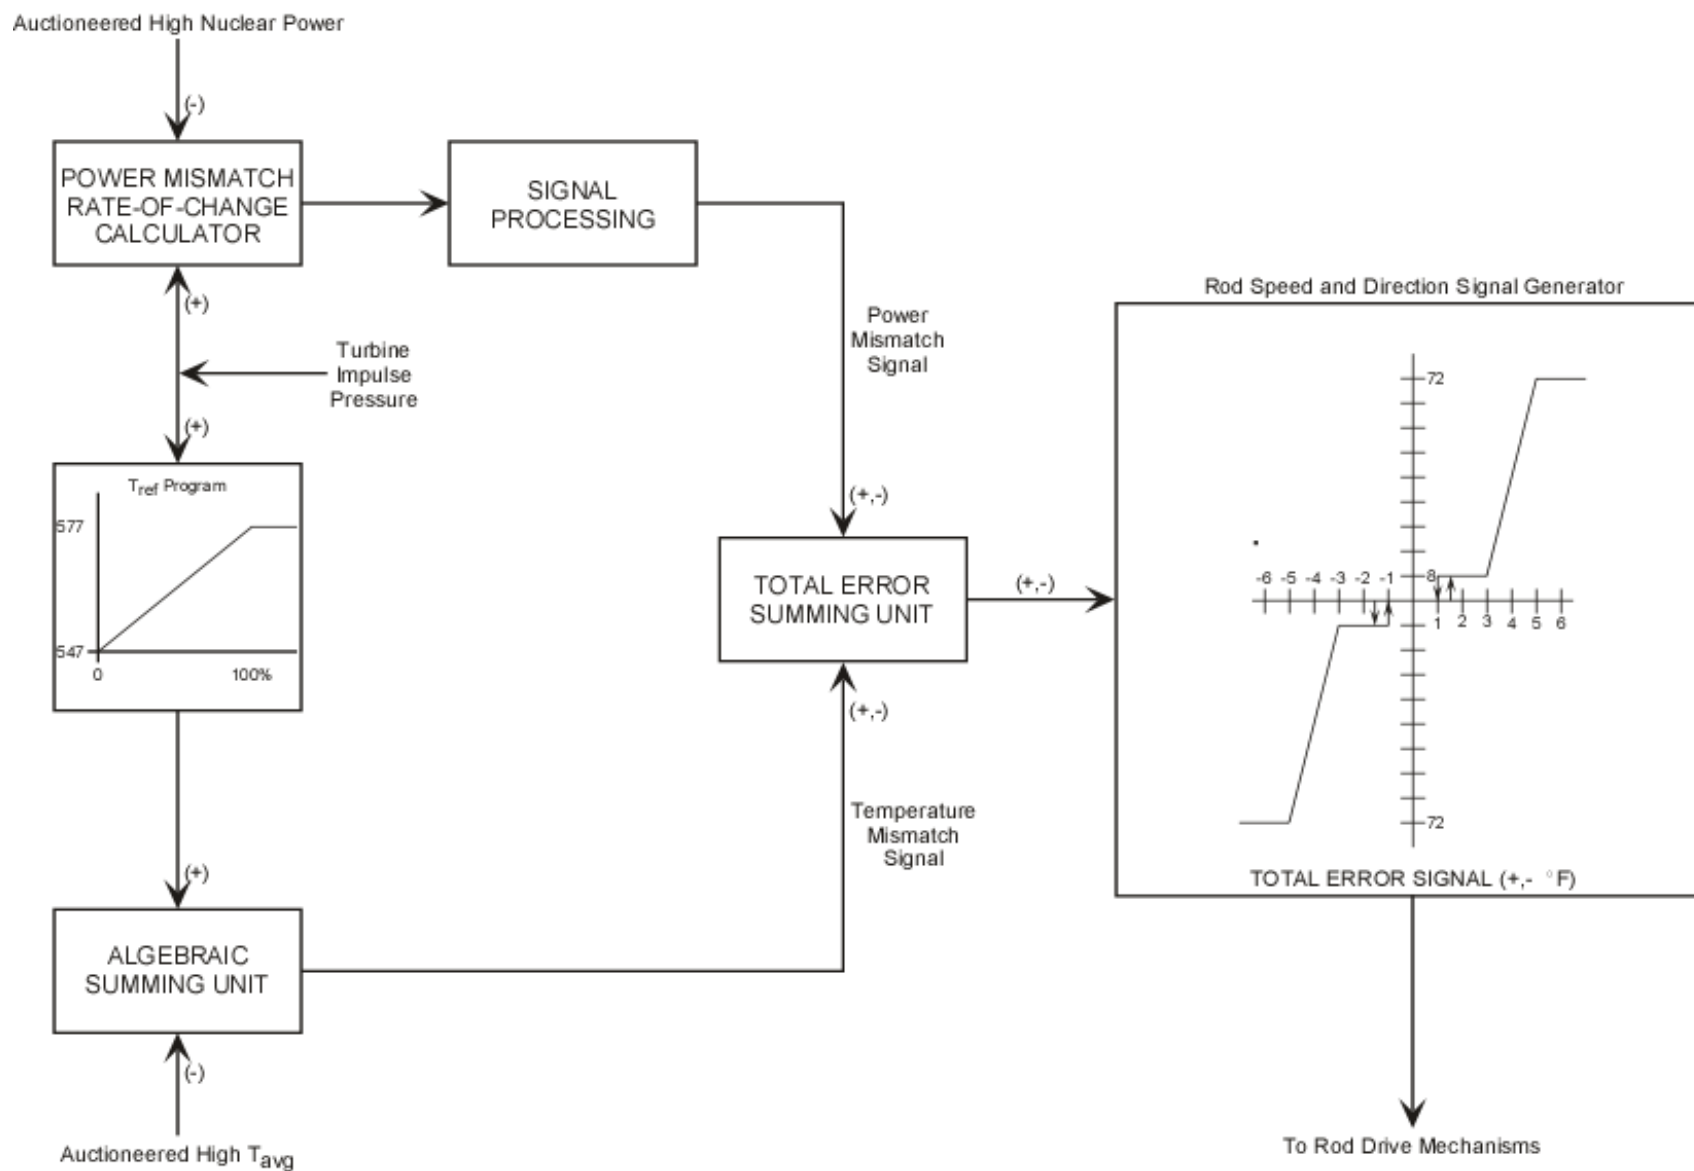 Auctioneered High Nuclear Power
(-)
POWER MISMATCH
RATE-OF-CHANGE
CALCULATOR
SIGNAL
PROCESSING
(+)
Turbine
Impulse
Pressure
(+)
Power
Mismatch
Signal
Rod Speed and Direction Signal Generator
72
Tref Program
577
547
0
100%
(+,-)
TOTAL ERROR
SUMMING UNIT
(+,-)
(+,-)
-6 -5 -4 -3 -2 -1
8
1 2 3 4 5 6
72
TOTAL ERROR SIGNAL (+,- °F)
Temperature
Mismatch
Signal
(+)
ALGEBRAIC
SUMMING UNIT
(-)
Auctioneered High Tavg
To Rod Drive Mechanisms